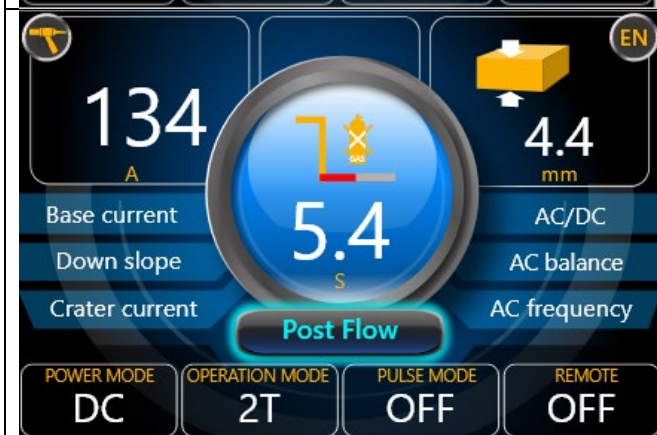 EN
134
A
GAS
4.4
mm
Base current
AC/DC
5.4
S
Down slope
AC balance
Crater current
AC frequency
Post Flow
POWER MODE
OPERATION MODE
PULSE MODE
REMOTE
DC
2T
OFF
OFF